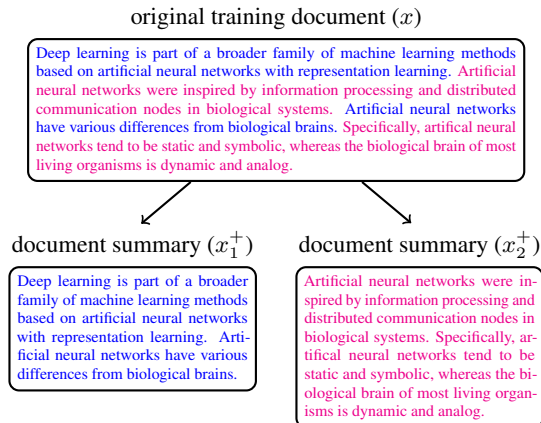 original training document (x)
Deep learning is part of a broader family of machine learning methods
based on artificial neural networks with representation learning. Artificial
neural networks were inspired by information processing and distributed
communication nodes in biological systems. Artificial neural networks
have various differences from biological brains. Specifically, artifical neural
networks tend to be static and symbolic, whereas the biological brain of most
living organisms is dynamic and analog.
document summary (x₁⁺)
Deep learning is part of a broader
family of machine learning methods
based on artificial neural networks
with representation learning. Arti-
ficial neural networks have various
differences from biological brains.
document summary (x₂⁺)
Artificial neural networks were in-
spired by information processing and
distributed communication nodes in
biological systems. Specifically, ar-
tifical neural networks tend to be
static and symbolic, whereas the bi-
ological brain of most living organ-
isms is dynamic and analog.